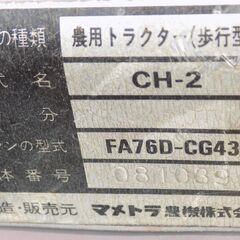 の種類 農用トラクター(歩行型
式名 CH-2
分
ンの型式 FA76D-CG43
体番号
造・販売元 マメトラ農機株式会